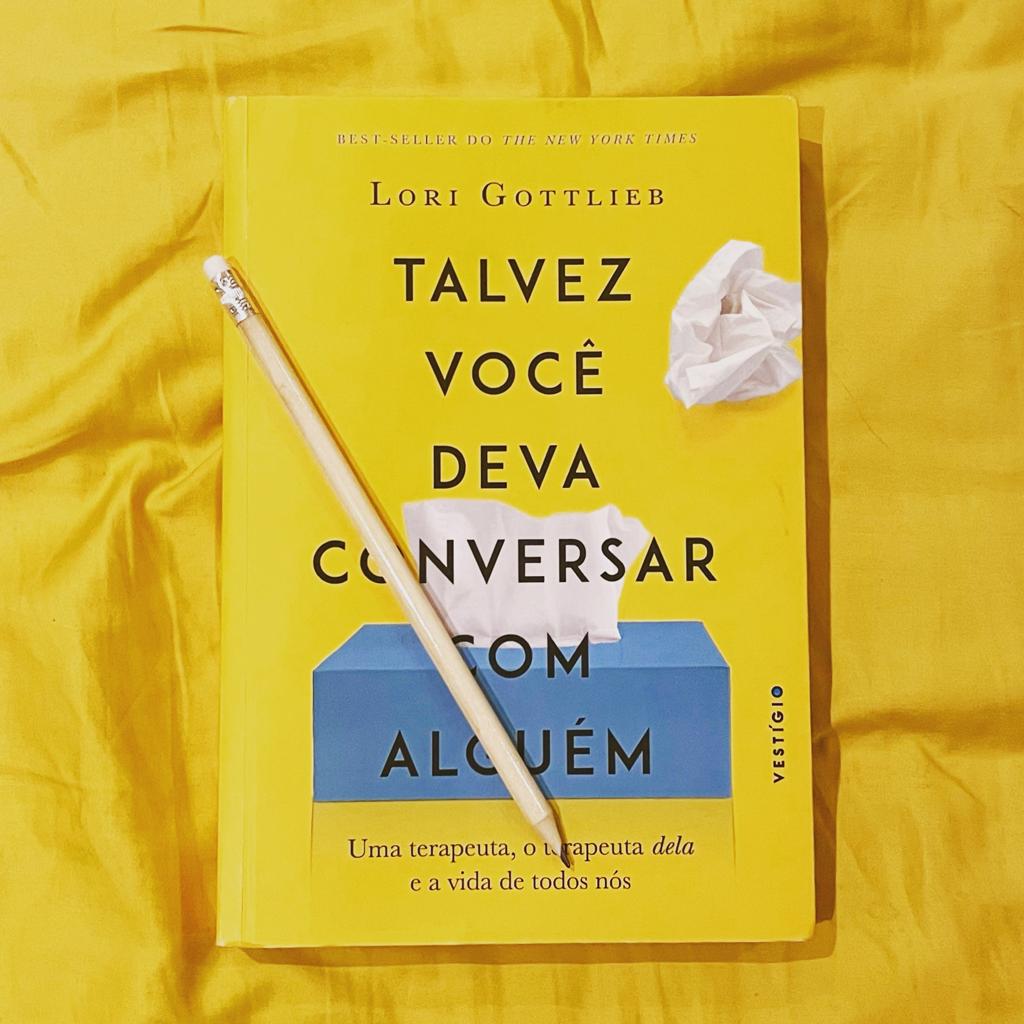 BEST-SELLER DO THE NEW YORK TIMES
LORI GOTTLIEB
TALVEZ
VOCÊ
DEVA
CONVERSAR
COM
ALGUÉM
Uma terapeuta, o terapeuta dela
e a vida de todos nós
VESTÍGIO